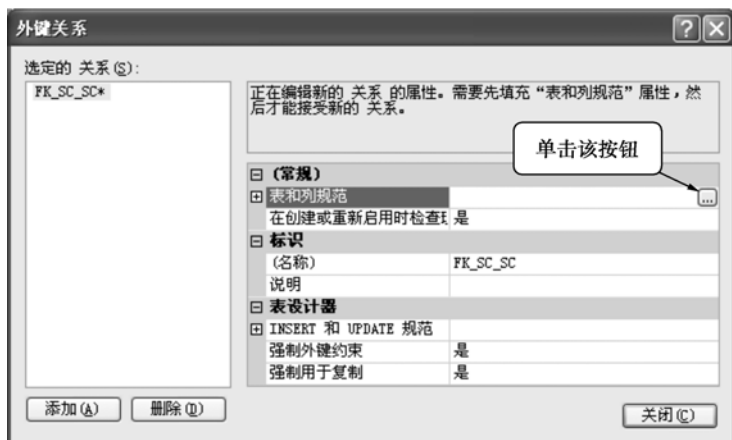 外键关系
选定的 关系(S):
FK_SC_SC*
正在编辑新的 关系 的属性。需要先填充“表和列规范”属性，然
后才能接受新的 关系。
单击该按钮
(常规)
表和列规范
...
在创建或重新启用时检查 是
标识
(名称) FK_SC_SC
说明
表设计器
INSERT 和 UPDATE 规范
强制外键约束 是
强制用于复制 是
添加(A) 删除(D)
关闭(C)